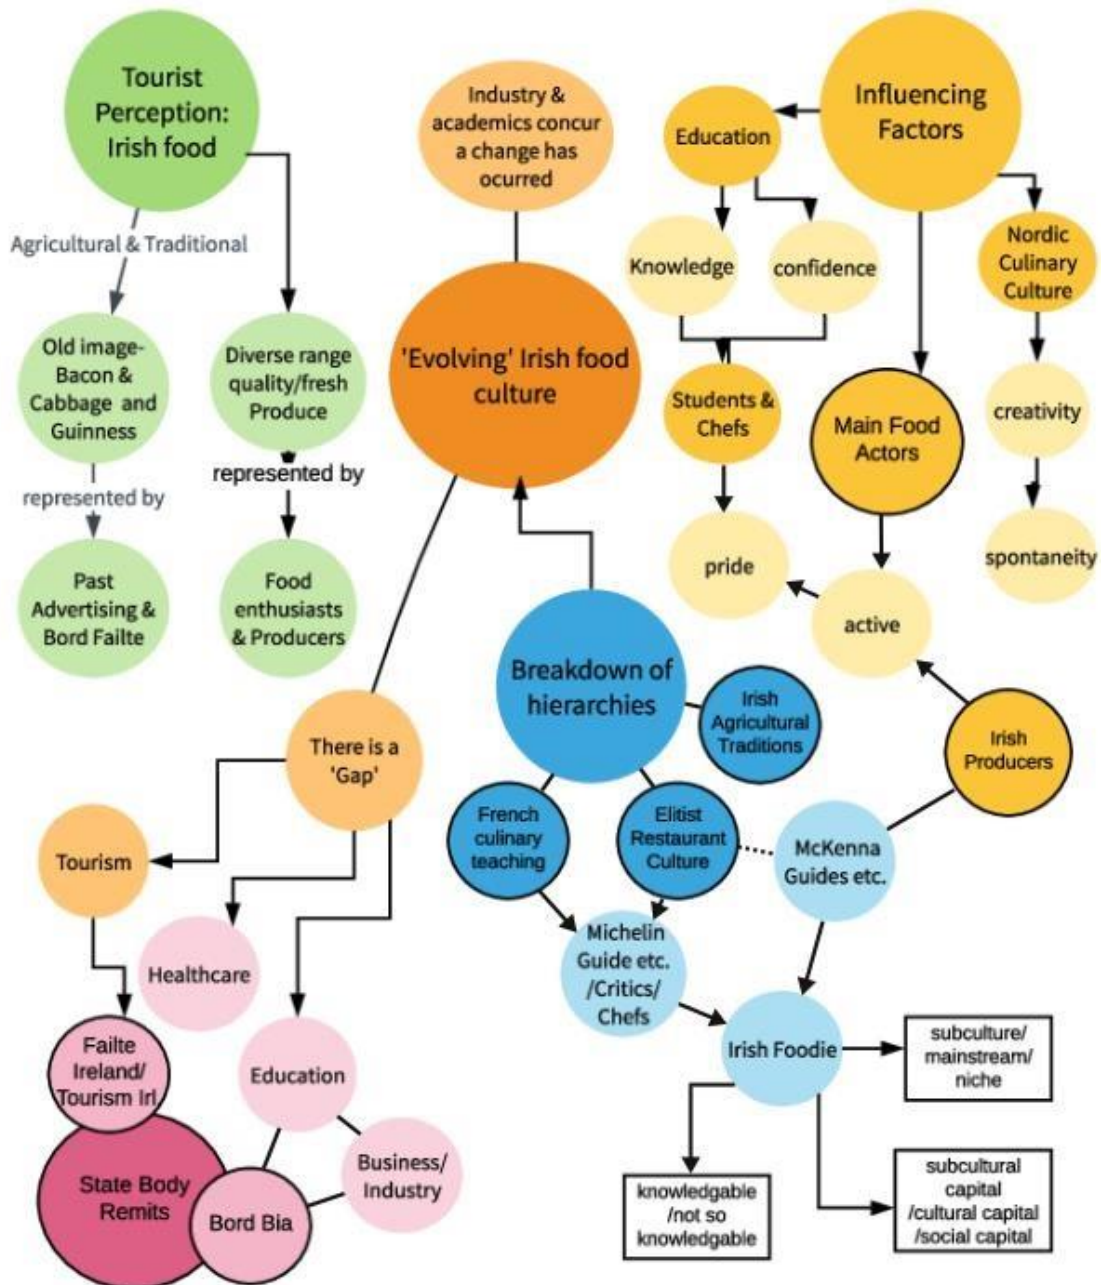 Tourist
Perception:
Irish food
Agricultural & Traditional
Old image-
Bacon &
Cabbage and
Guinness
represented by
Past
Advertising &
Bord Failte
Diverse range
quality/fresh
Produce
represented by
Food
enthusiasts
& Producers
Industry &
academics concur
a change has
ocurred
'Evolving' Irish food
culture
Influencing
Factors
Education
Knowledge
confidence
Students &
Chefs
pride
Main Food
Actors
active
Nordic
Culinary
Culture
creativity
spontaneity
Irish
Producers
Breakdown of
hierarchies
Irish
Agricultural
Traditions
French
culinary
teaching
Elitist
Restaurant
Culture
McKenna
Guides etc.
Michelin
Guide etc.
/Critics/
Chefs
Irish Foodie
subculture/
mainstream/
niche
knowledgable
/not so
knowledgable
subcultural
capital
/cultural capital
/social capital
There is a
'Gap'
Tourism
Healthcare
Education
Failte
Ireland/
Tourism Irl
State Body
Remits
Bord Bia
Business/
Industry